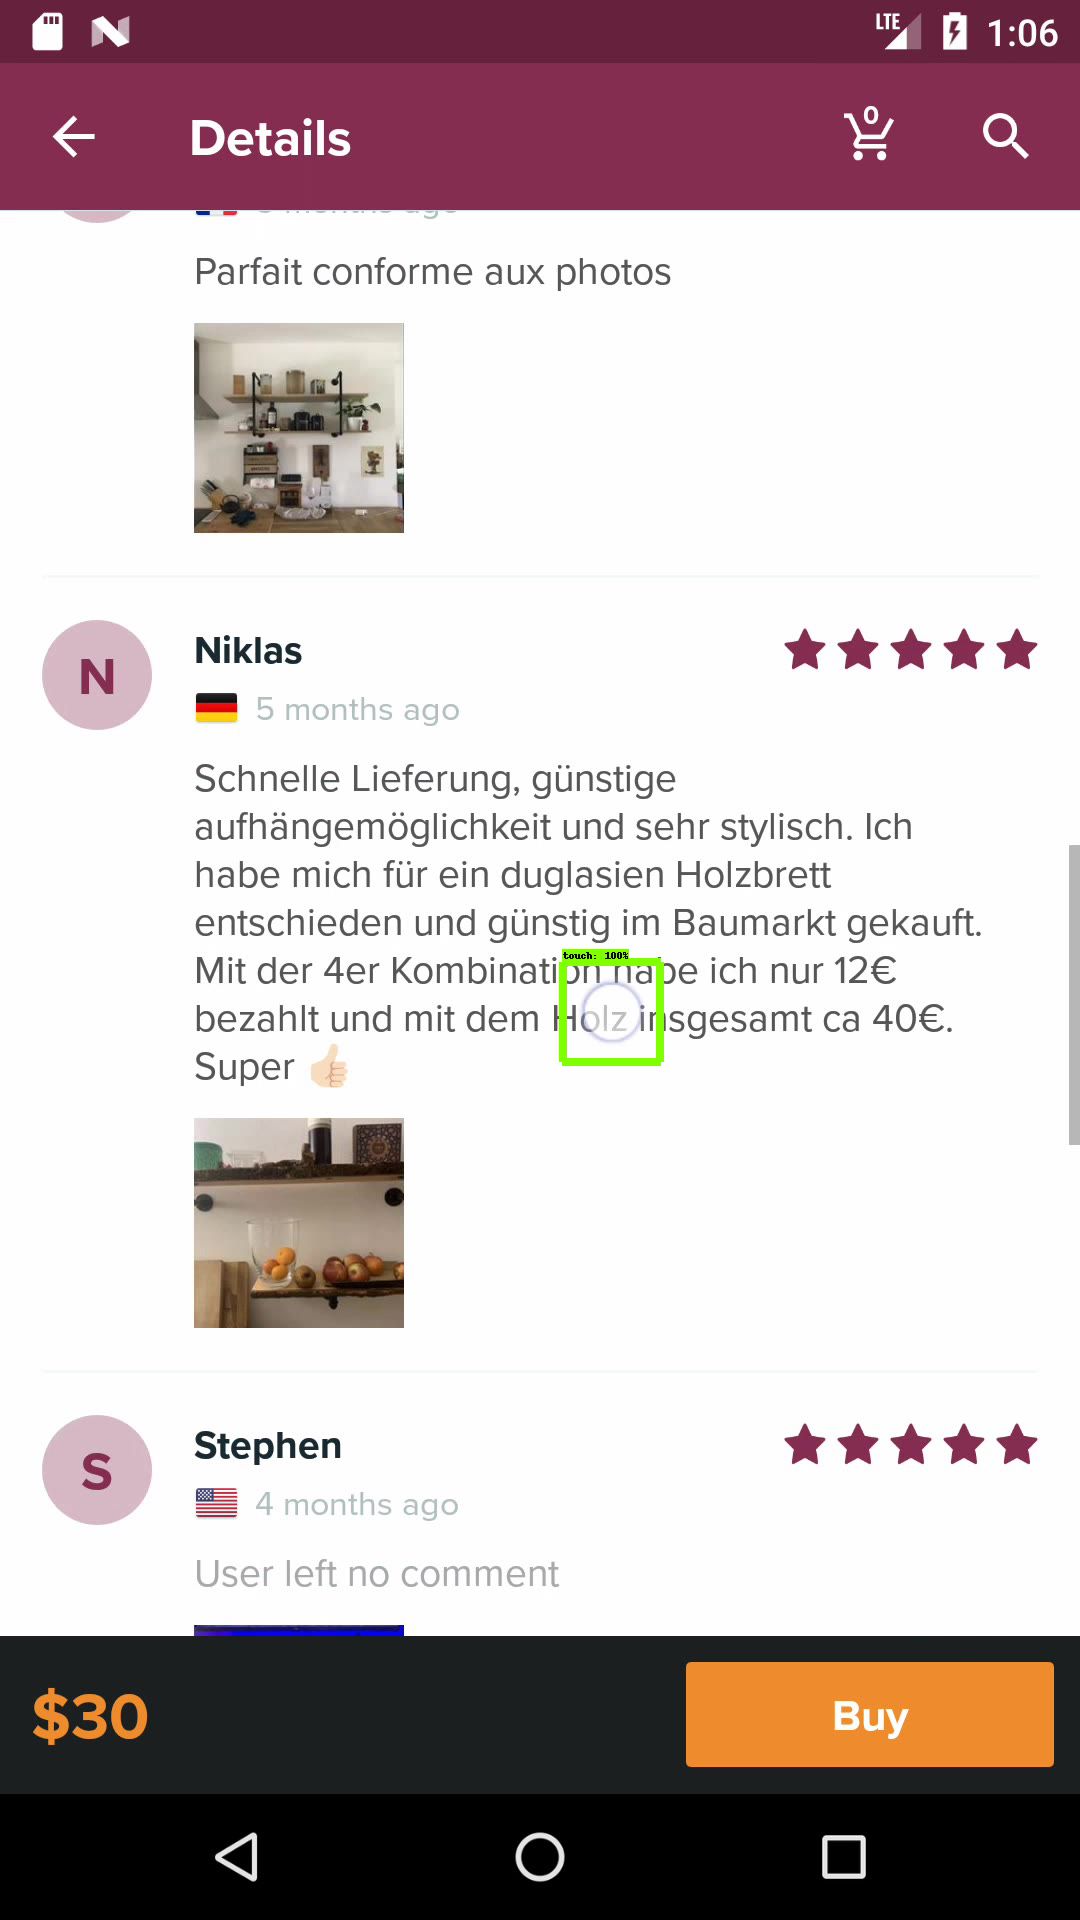 LTE 1:06
Details
0
Parfait conforme aux photos
N
Niklas
5 months ago
Schnelle Lieferung, günstige
aufhängemöglichkeit und sehr stylisch. Ich
habe mich für ein duglasien Holzbrett
entschieden und günstig im Baumarkt gekauft.
touch: 100%
Mit der 4er Kombination habe ich nur 12€
bezahlt und mit dem Holz insgesamt ca 40€.
Super 👍🏻
S
Stephen
4 months ago
User left no comment
$30
Buy